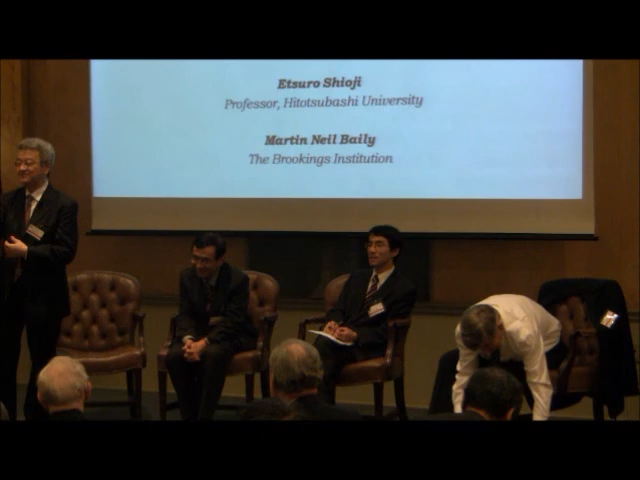 Etsuro Shioji
Professor, Hitotsubashi University
Martin Neil Baily
The Brookings Institution